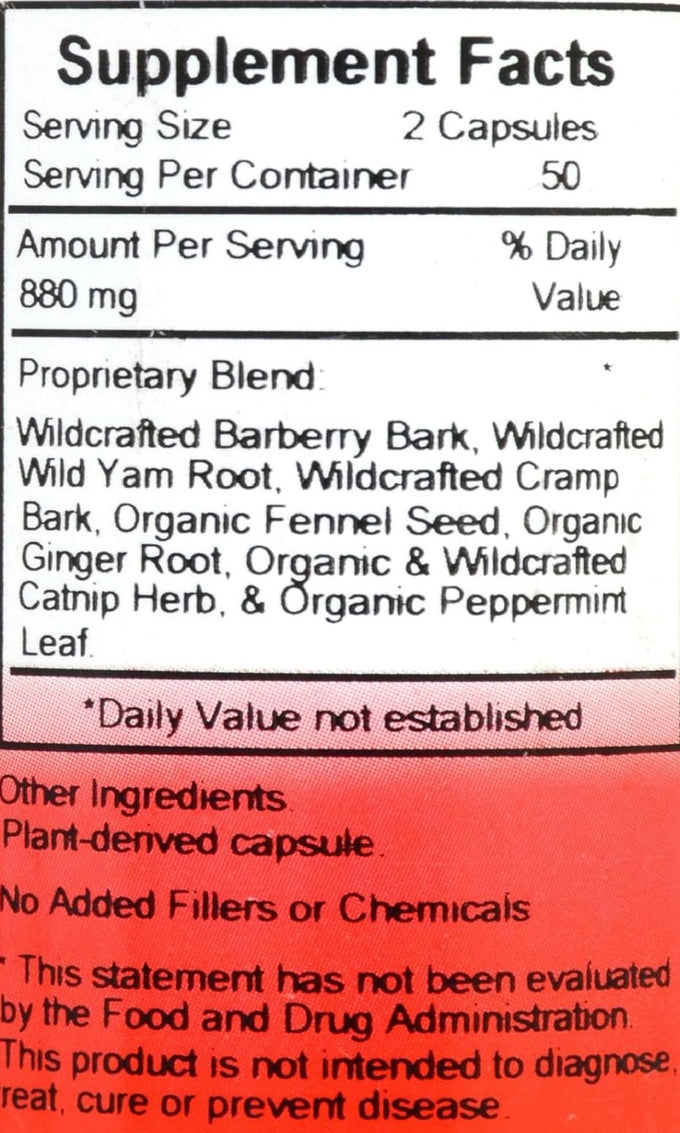 Supplement Facts
Serving Size 2 Capsules
Serving Per Container 50
Amount Per Serving % Daily
880 mg Value
Proprietary Blend: *
Wildcrafted Barberry Bark, Wildcrafted
Wild Yam Root, Wildcrafted Cramp
Bark, Organic Fennel Seed, Organic
Ginger Root, Organic & Wildcrafted
Catnip Herb, & Organic Peppermint
Leaf.
*Daily Value not established
Other Ingredients.
Plant-derived capsule.
No Added Fillers or Chemicals
* This statement has not been evaluated
by the Food and Drug Administration.
This product is not intended to diagnose,
reat, cure or prevent disease.